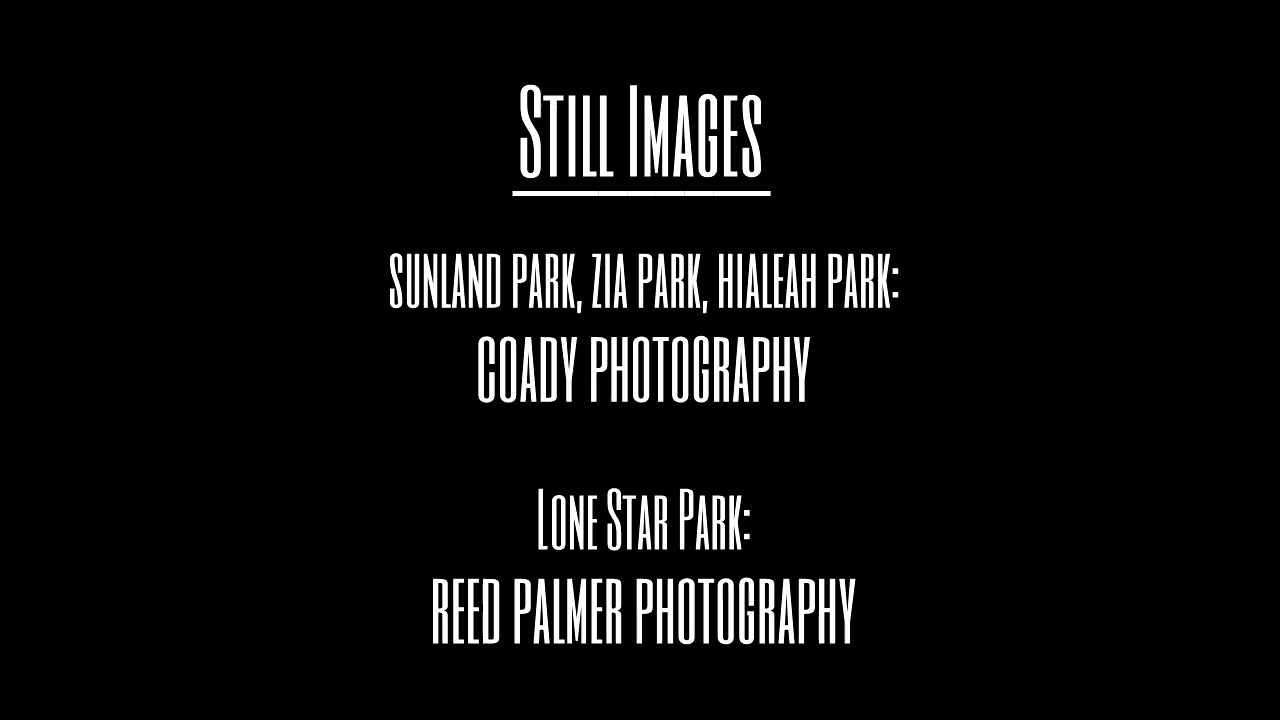 Still Images
SUNLAND PARK, ZIA PARK, HIALEAH PARK:
COADY PHOTOGRAPHY
Lone Star Park:
REED PALMER PHOTOGRAPHY